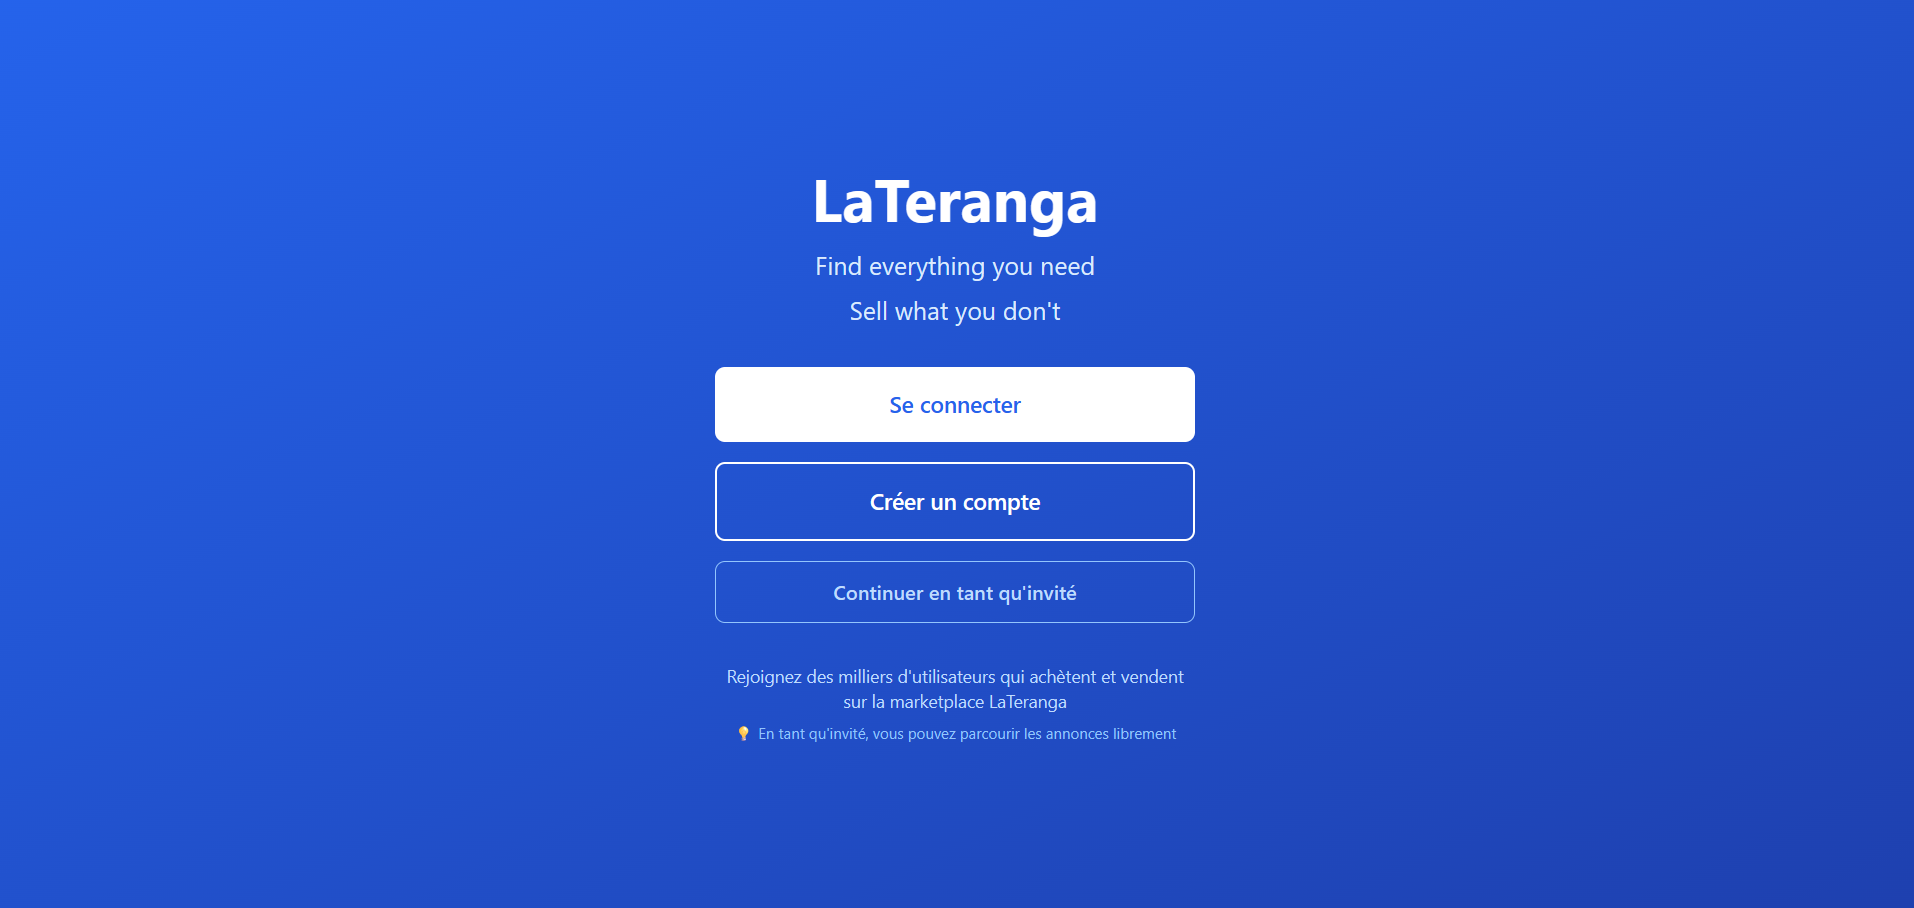 LaTeranga
Find everything you need
Sell what you don't
Se connecter
Créer un compte
Continuer en tant qu'invité
Rejoignez des milliers d'utilisateurs qui achètent et vendent
sur la marketplace LaTeranga
💡 En tant qu'invité, vous pouvez parcourir les annonces librement